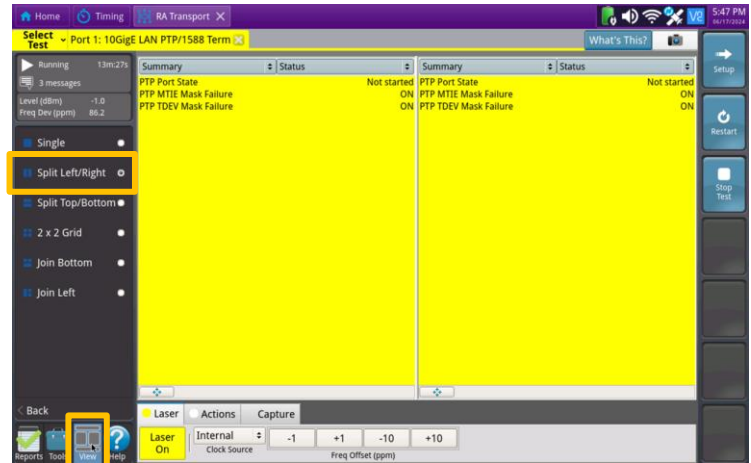 Home Timing RA Transport V2 5:47 PM
06/17/2024
Select Test Port 1: 10GigE LAN PTP/1588 Term What's This?
Running 13m:27s
3 messages
Level (dBm) -1.0
Freq Dev (ppm) 86.2
Single
Split Left/Right
Split Top/Bottom
2 x 2 Grid
Join Bottom
Join Left
Back
Reports Tools View Help
Summary Status Summary Status
PTP Port State Not started PTP Port State Not started
PTP MTIE Mask Failure ON PTP MTIE Mask Failure ON
PTP TDEV Mask Failure ON PTP TDEV Mask Failure ON
Laser Actions Capture
Laser On Internal -1 +1 -10 +10
Clock Source Freq Offset (ppm)
Setup
Restart
Stop Test